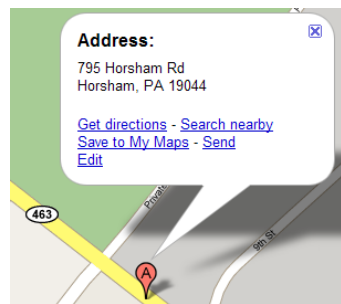 Address:
795 Horsham Rd
Horsham, PA 19044
Get directions - Search nearby
Save to My Maps - Send
Edit
Private
463
9th St
A